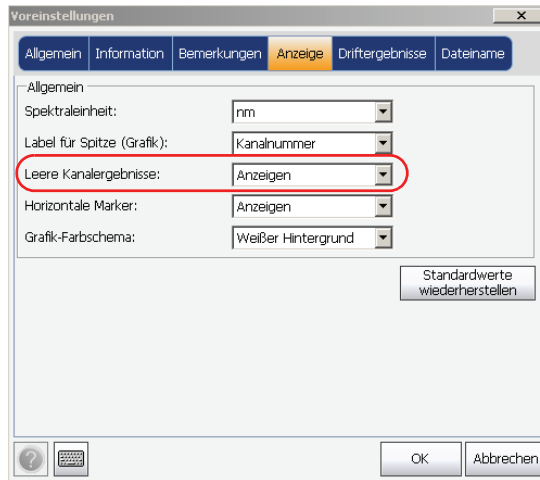 Voreinstellungen
x
Allgemein Information Bemerkungen Anzeige Driftergebnisse Dateiname
Allgemein
Spektraleinheit: nm
Label für Spitze (Grafik): Kanalnummer
Leere Kanalergebnisse: Anzeigen
Horizontale Marker: Anzeigen
Grafik-Farbschema: Weißer Hintergrund
Standardwerte
wiederherstellen
? OK Abbrechen